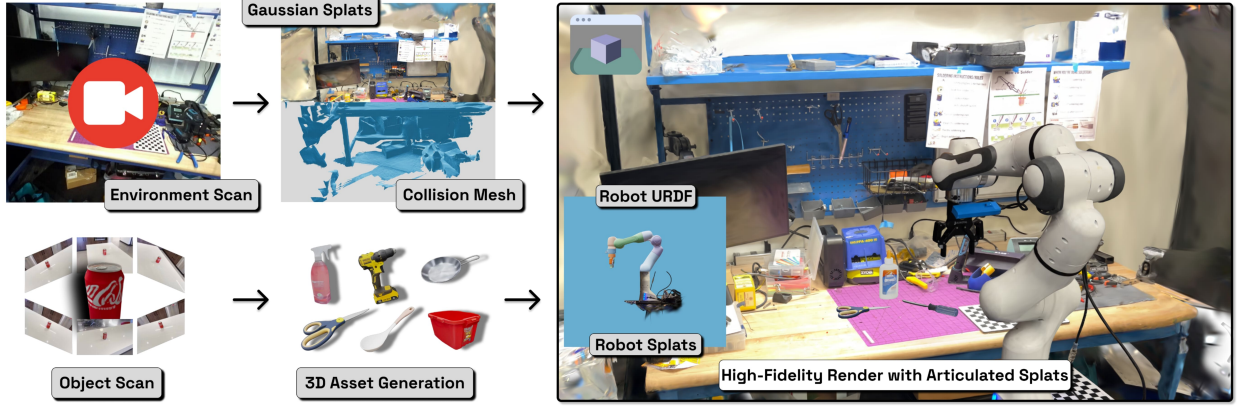 Gaussian Splats
Environment Scan
Collision Mesh
Object Scan
3D Asset Generation
Robot URDF
Robot Splats
High-Fidelity Render with Articulated Splats